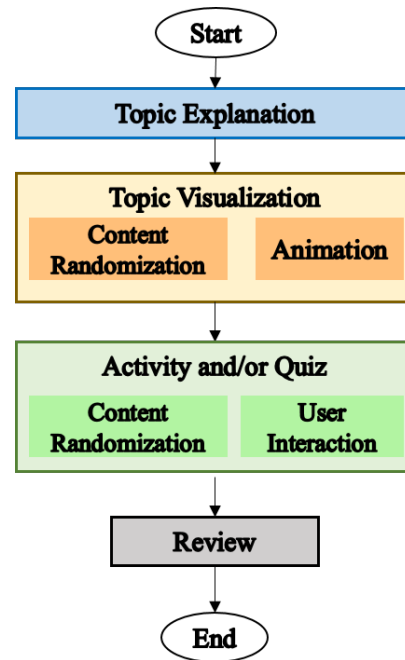 Start
Topic Explanation
Topic Visualization
Content
Randomization
Animation
Activity and/or Quiz
Content
Randomization
User
Interaction
Review
End